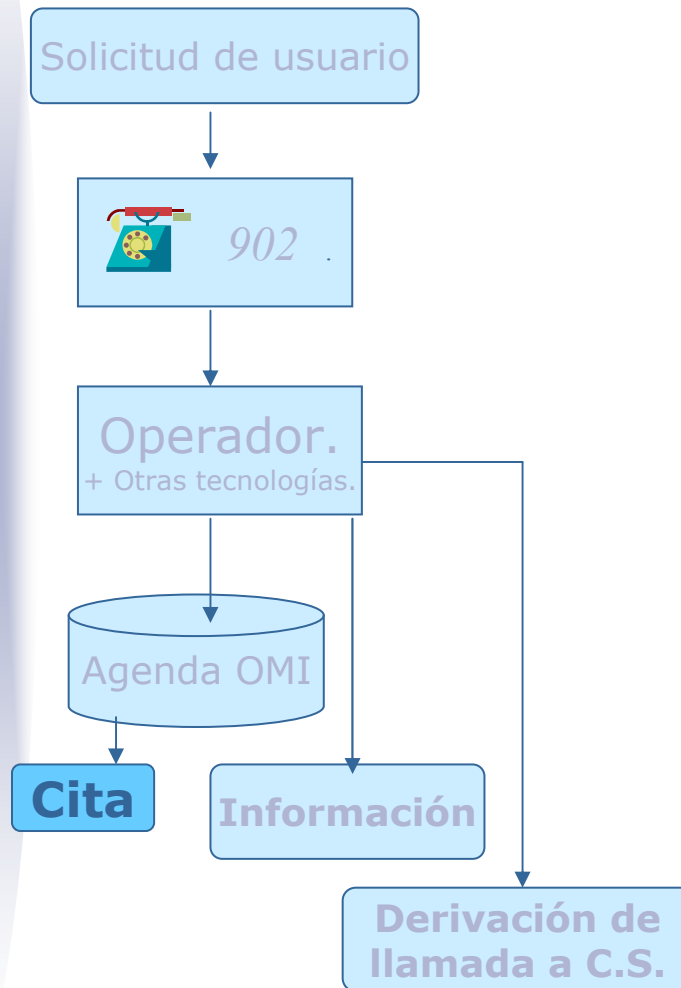 Solicitud de usuario
902 .
Operador.
+ Otras tecnologías.
Agenda OMI
Cita
Información
Derivación de
llamada a C.S.